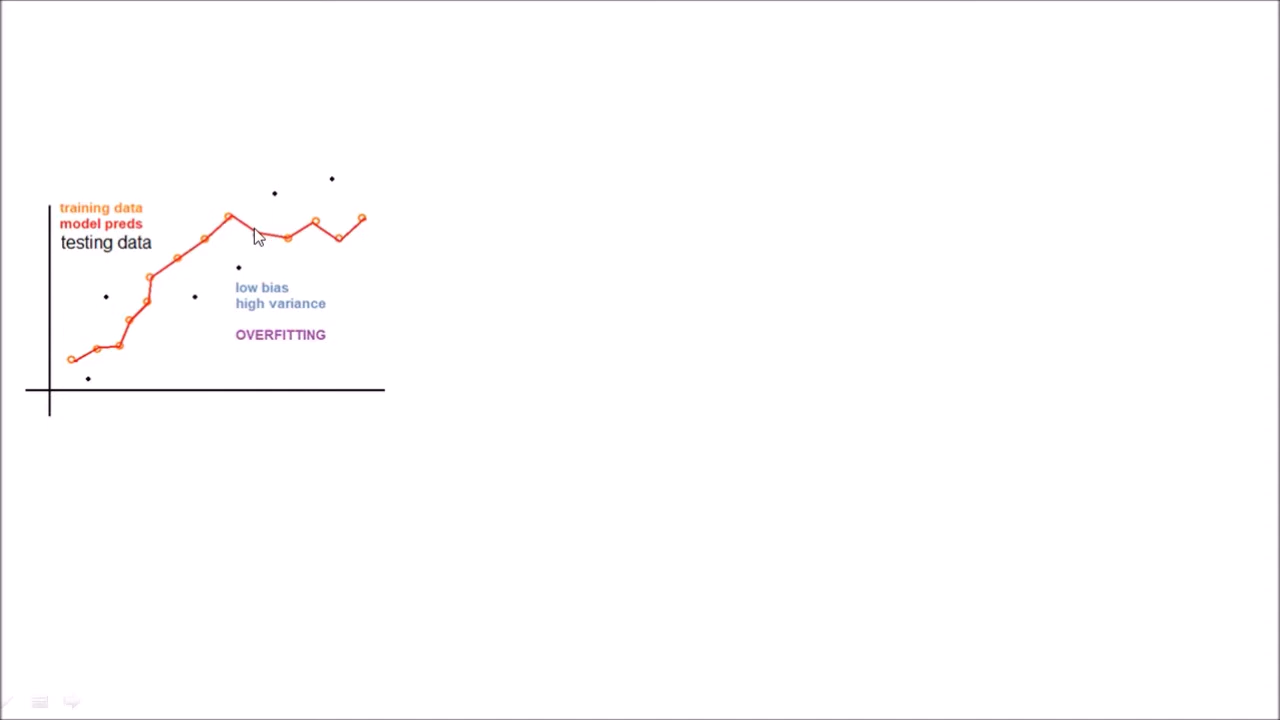 training data
model preds
testing data
low bias
high variance
OVERFITTING